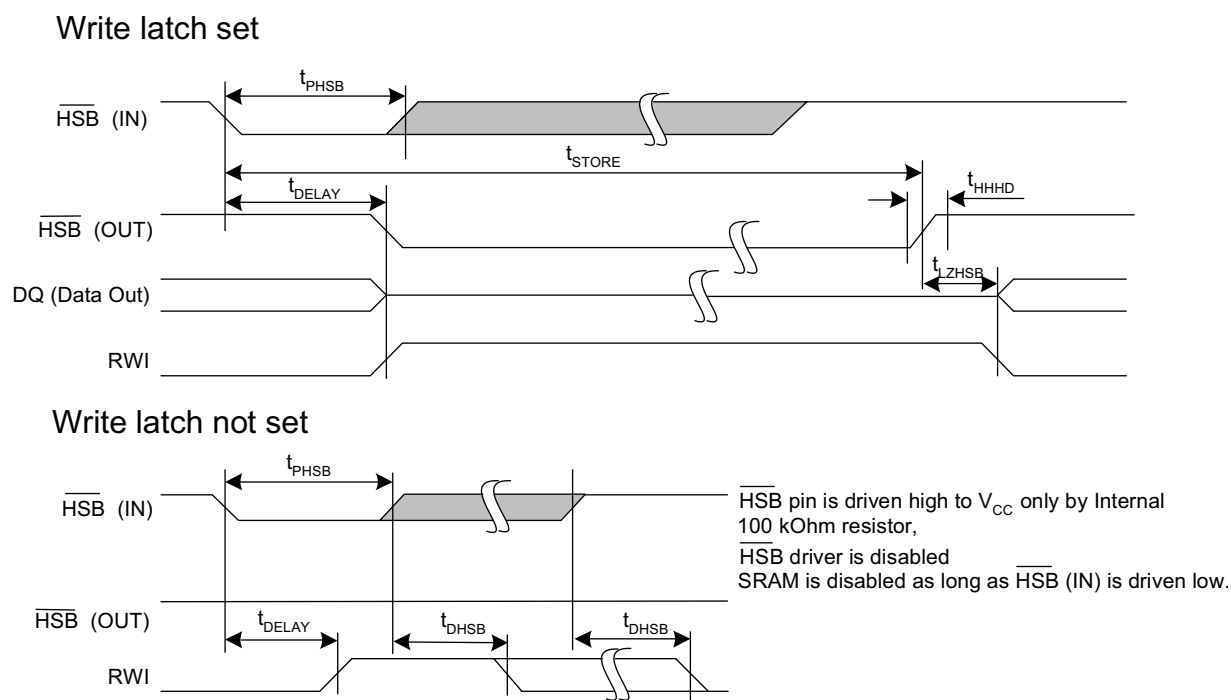 Write latch set
tPHSB
HSB (IN)
tSTORE
tDELAY
tHHHD
HSB (OUT)
tLZHSB
DQ (Data Out)
RWI
Write latch not set
tPHSB
HSB (IN)
HSB pin is driven high to VCC only by Internal
100 kOhm resistor,
HSB driver is disabled
SRAM is disabled as long as HSB (IN) is driven low.
HSB (OUT)
tDELAY
tDHSB
tDHSB
RWI